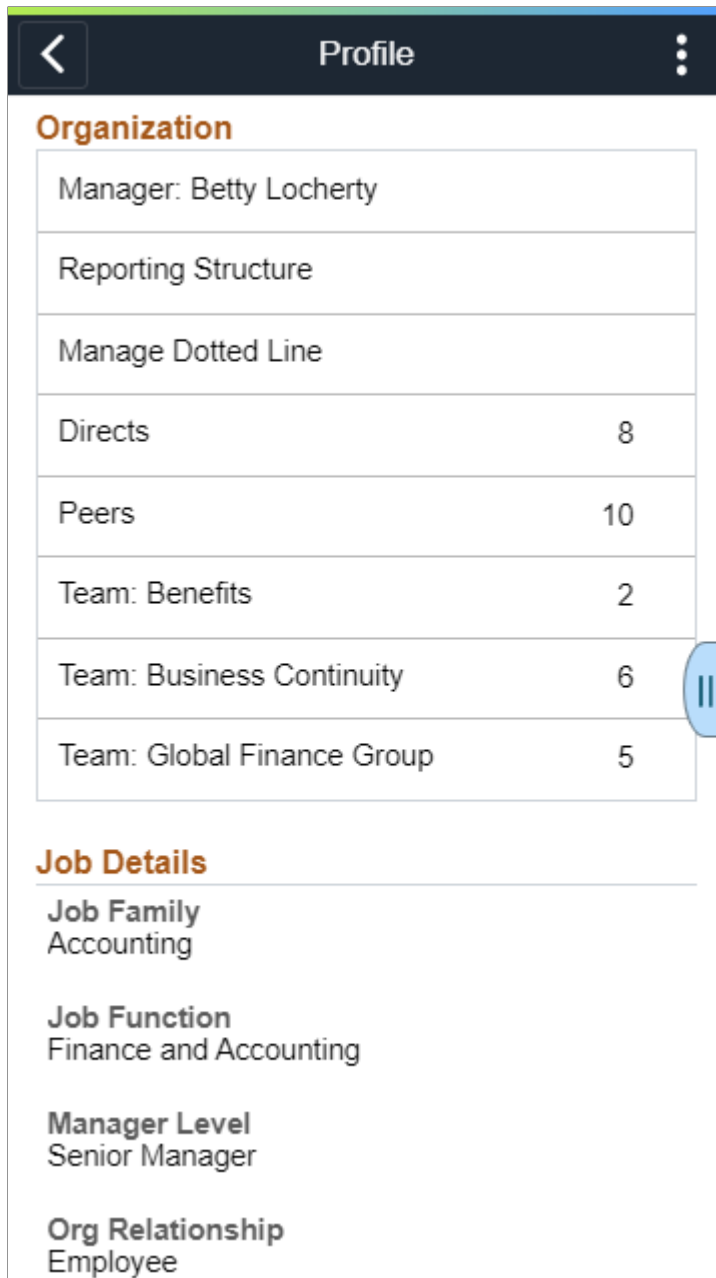 Profile
Organization
Manager: Betty Locherty
Reporting Structure
Manage Dotted Line
Directs 8
Peers 10
Team: Benefits 2
Team: Business Continuity 6
Team: Global Finance Group 5
Job Details
Job Family
Accounting
Job Function
Finance and Accounting
Manager Level
Senior Manager
Org Relationship
Employee